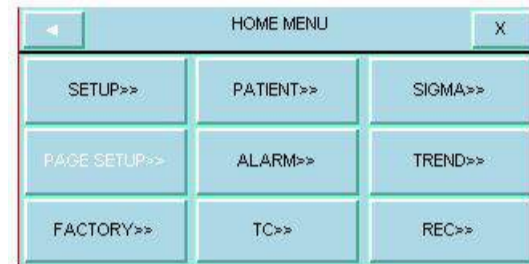 ◄ HOME MENU X
SETUP>> PATIENT>> SIGMA>>
PAGE SETUP>> ALARM>> TREND>>
FACTORY>> TC>> REC>>